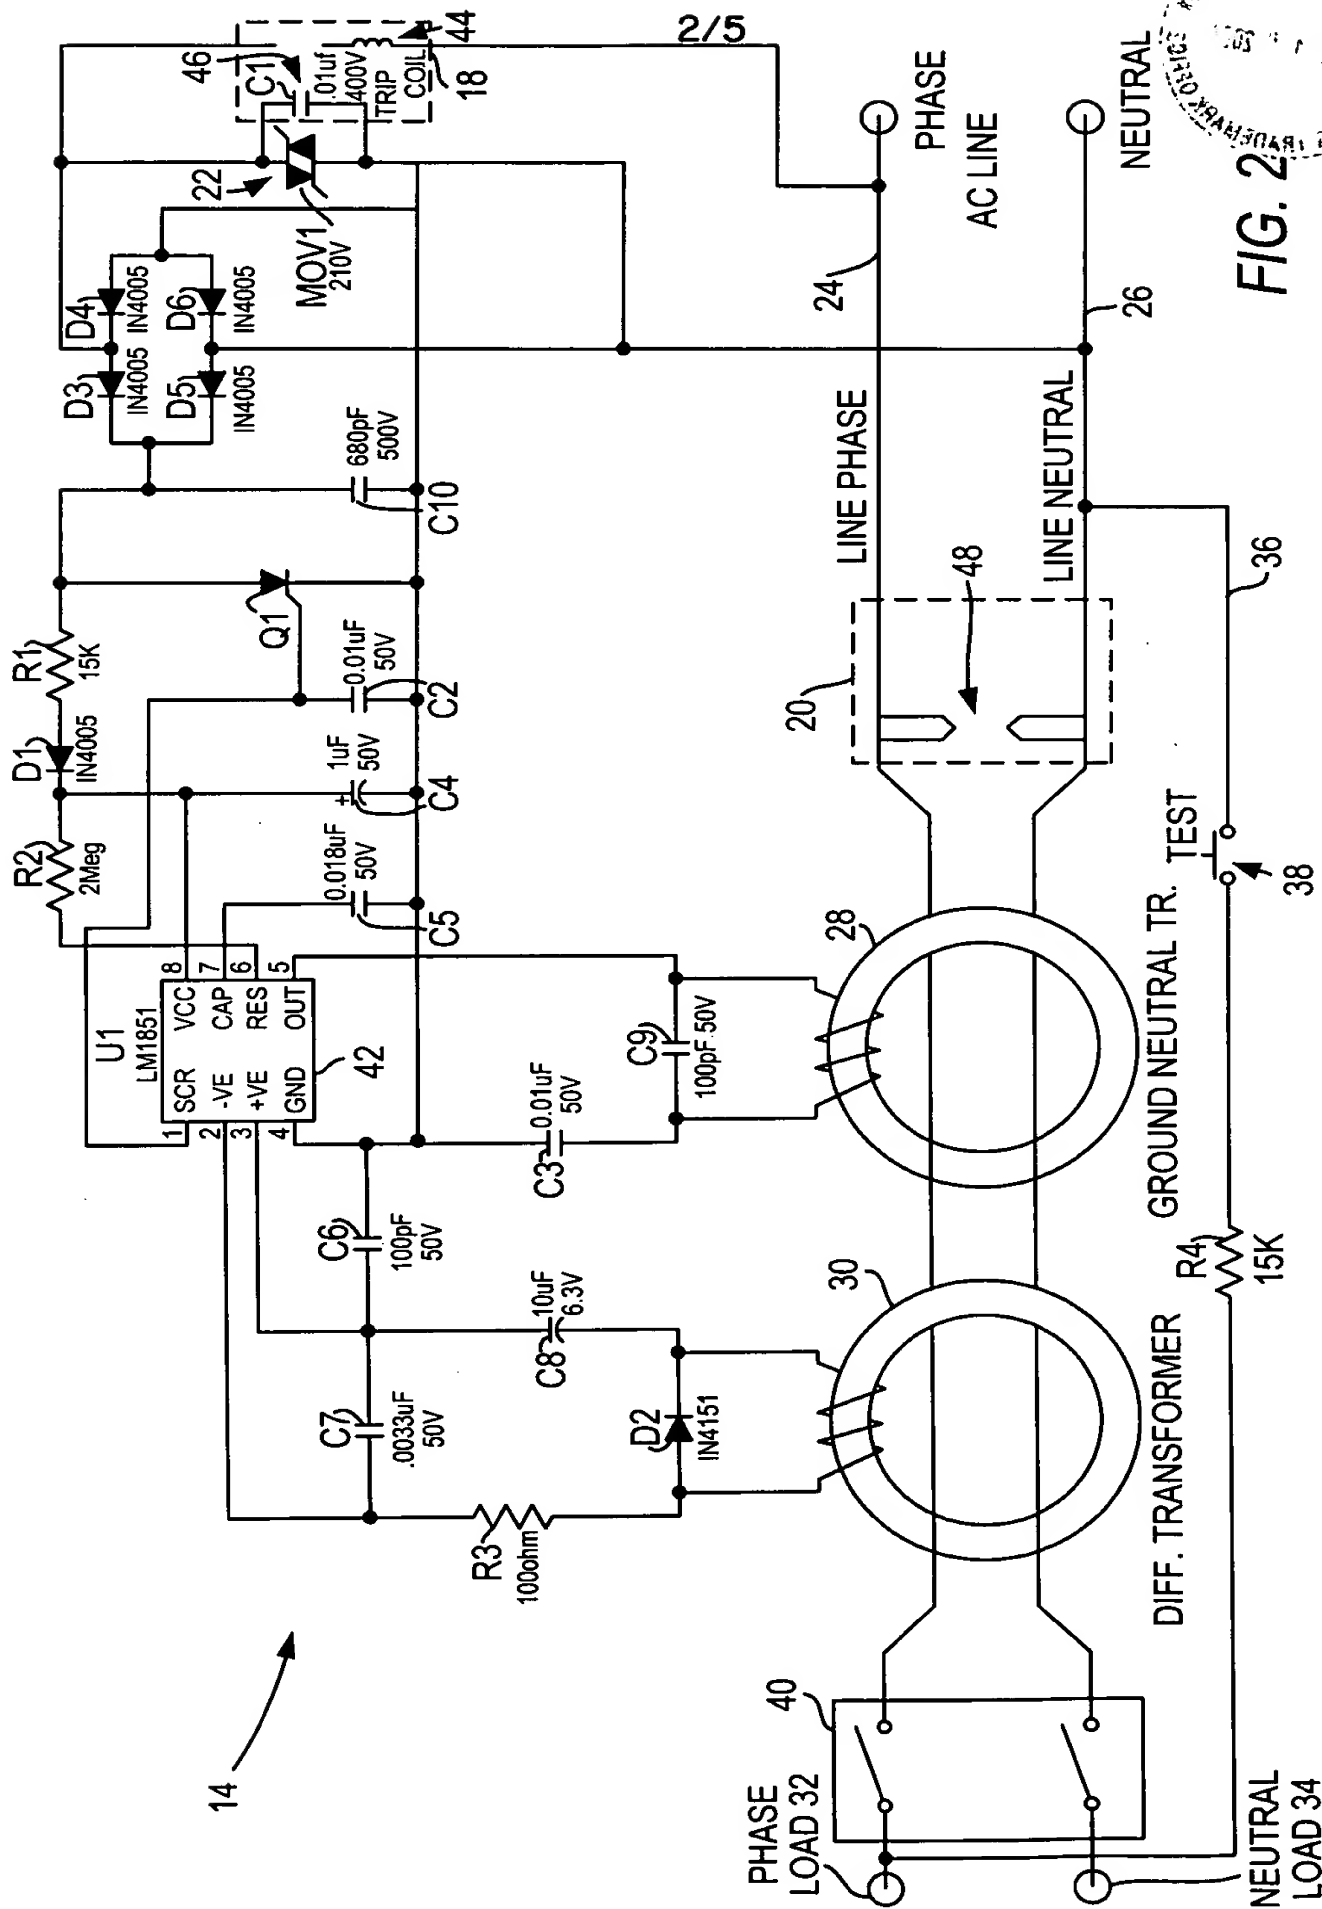 2/5
44
46
C1
.01uf
400V
TRIP
COIL
18
22
MOV1
210V
D4
IN4005
D6
IN4005
D3
IN4005
D5
IN4005
680pF
500V
C10
Q1
R1
15K
D1
IN4005
0.01uF
50V
C2
1uF
50V
+
C4
R2
2Meg
0.018uF
50V
C5
U1
LM1851
SCR
-VE
+VE
GND
VCC
CAP
RES
OUT
1
2
3
4
8
7
6
5
42
C9
100pF.50V
C3
0.01uF
50V
C6
100pF
50V
C8
10uF
6.3V
C7
.0033uF
50V
D2
IN4151
R3
100ohm
14
PHASE
AC LINE
NEUTRAL
24
26
LINE PHASE
LINE NEUTRAL
48
20
36
TEST
38
28
GROUND NEUTRAL TR.
30
DIFF. TRANSFORMER
R4
15K
40
PHASE
LOAD 32
NEUTRAL
LOAD 34
FIG. 2